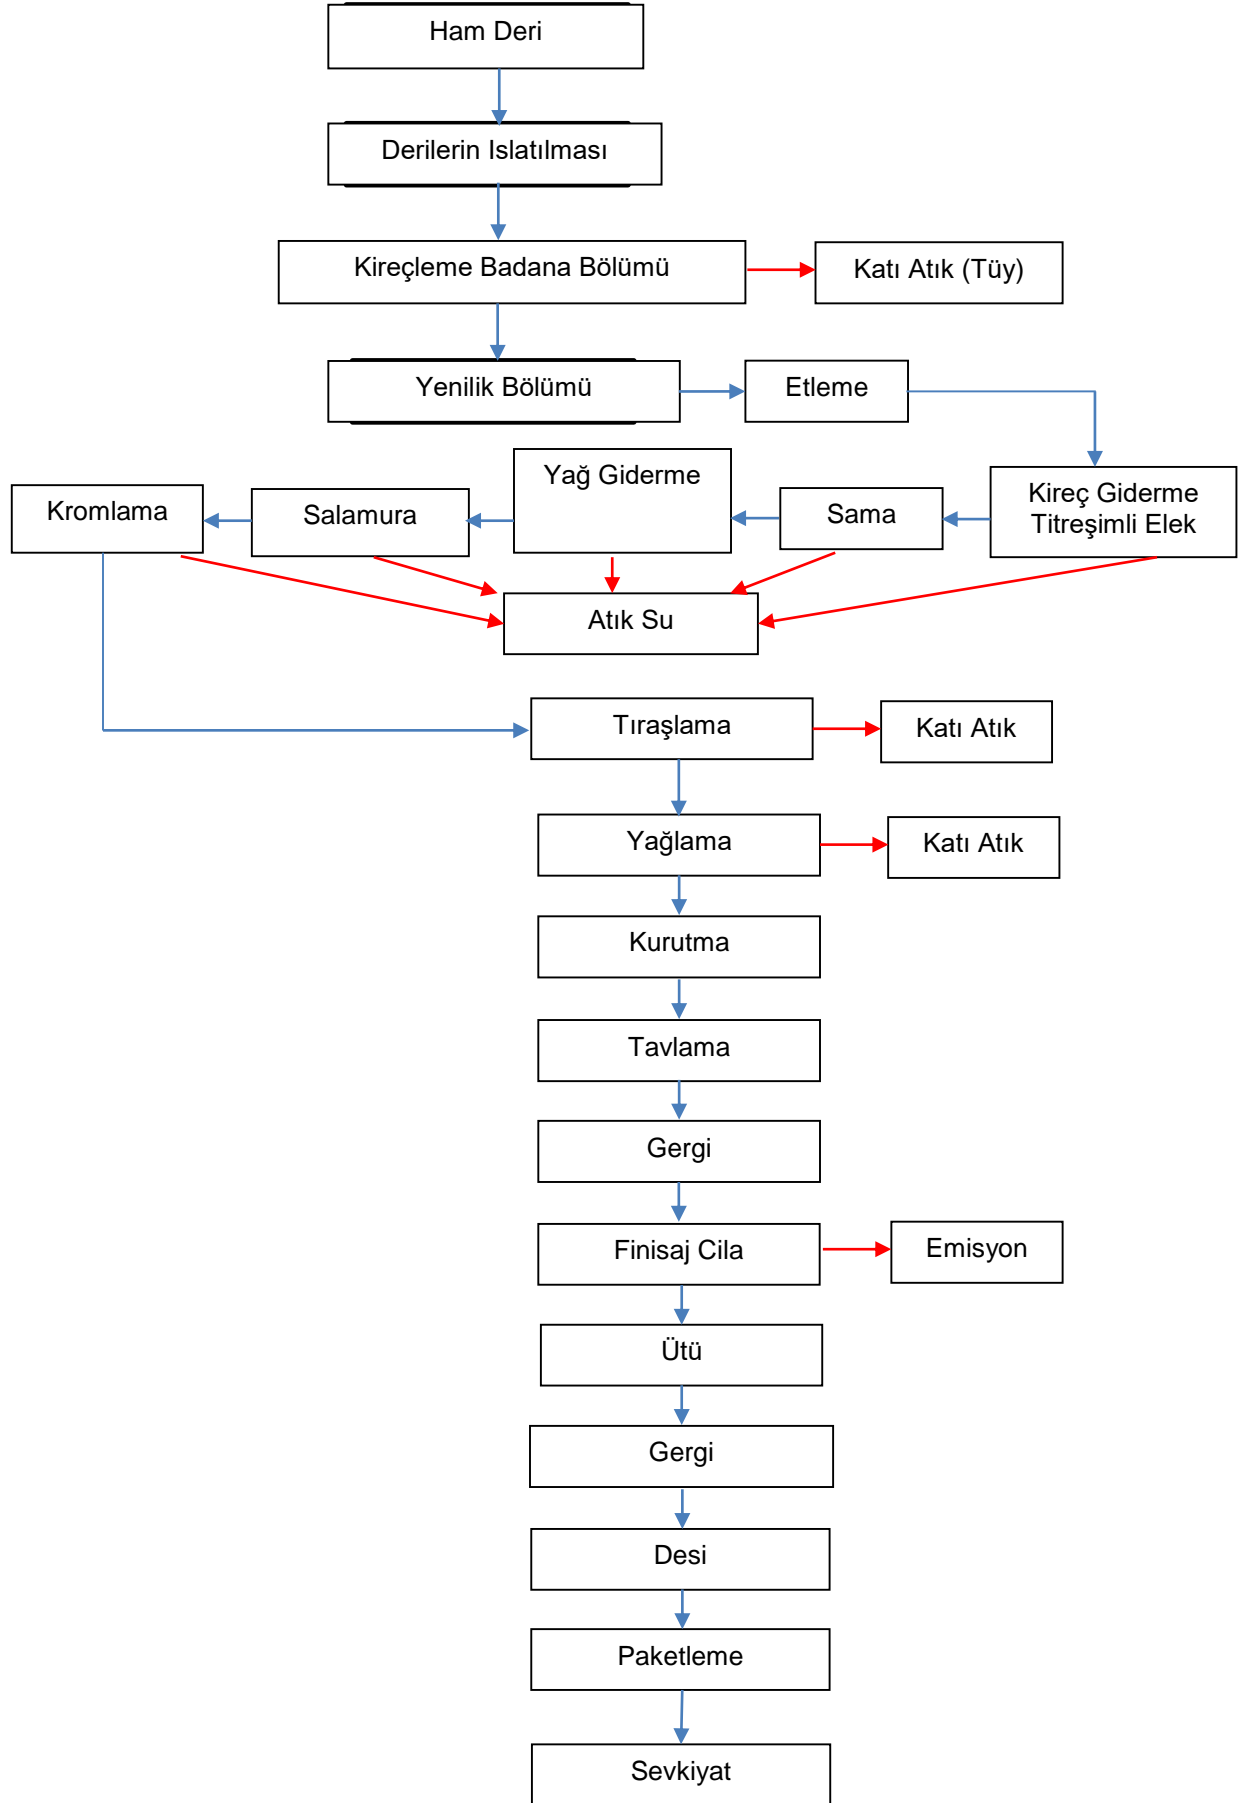 Ham Deri
Derilerin Islatılması
Kireçleme Badana Bölümü
Katı Atık (Tüy)
Yenilik Bölümü
Etleme
Kromlama
Salamura
Yağ Giderme
Sama
Kireç Giderme
Titreşimli Elek
Atık Su
Tıraşlama
Katı Atık
Yağlama
Katı Atık
Kurutma
Tavlama
Gergi
Finisaj Cila
Emisyon
Ütü
Gergi
Desi
Paketleme
Sevkiyat